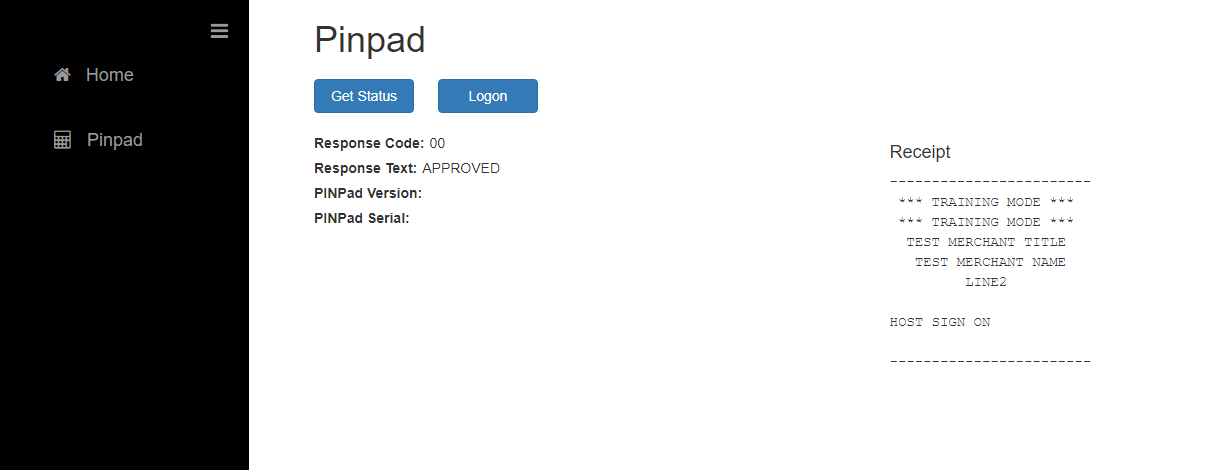 Home
Pinpad
Pinpad
Get Status
Logon
Response Code: 00
Response Text: APPROVED
PINPad Version:
PINPad Serial:
Receipt
------------------------
*** TRAINING MODE ***
*** TRAINING MODE ***
TEST MERCHANT TITLE
TEST MERCHANT NAME
LINE2
HOST SIGN ON
------------------------